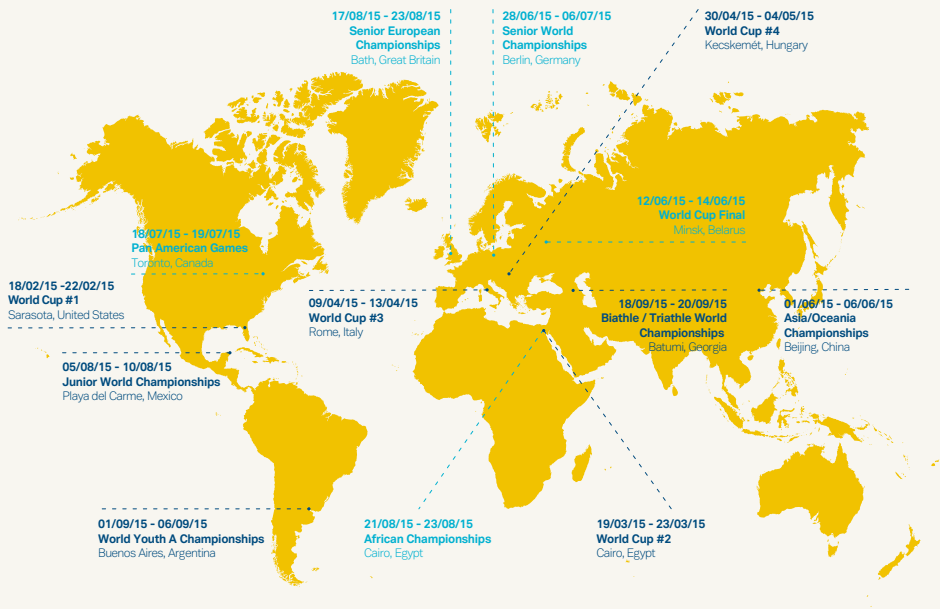 17/08/15 - 23/08/15
Senior European
Championships
Bath, Great Britain
28/06/15 - 06/07/15
Senior World
Championships
Berlin, Germany
30/04/15 - 04/05/15
World Cup #4
Kecskemét, Hungary
12/06/15 - 14/06/15
World Cup Final
Minsk, Belarus
18/07/15 - 19/07/15
Pan American Games
Toronto, Canada
18/02/15 -22/02/15
World Cup #1
Sarasota, United States
09/04/15 - 13/04/15
World Cup #3
Rome, Italy
18/09/15 - 20/09/15
Biathle / Triathle World
Championships
Batumi, Georgia
01/06/15 - 06/06/15
Asia/Oceania
Championships
Beijing, China
05/08/15 - 10/08/15
Junior World Championships
Playa del Carme, Mexico
01/09/15 - 06/09/15
World Youth A Championships
Buenos Aires, Argentina
21/08/15 - 23/08/15
African Championships
Cairo, Egypt
19/03/15 - 23/03/15
World Cup #2
Cairo, Egypt